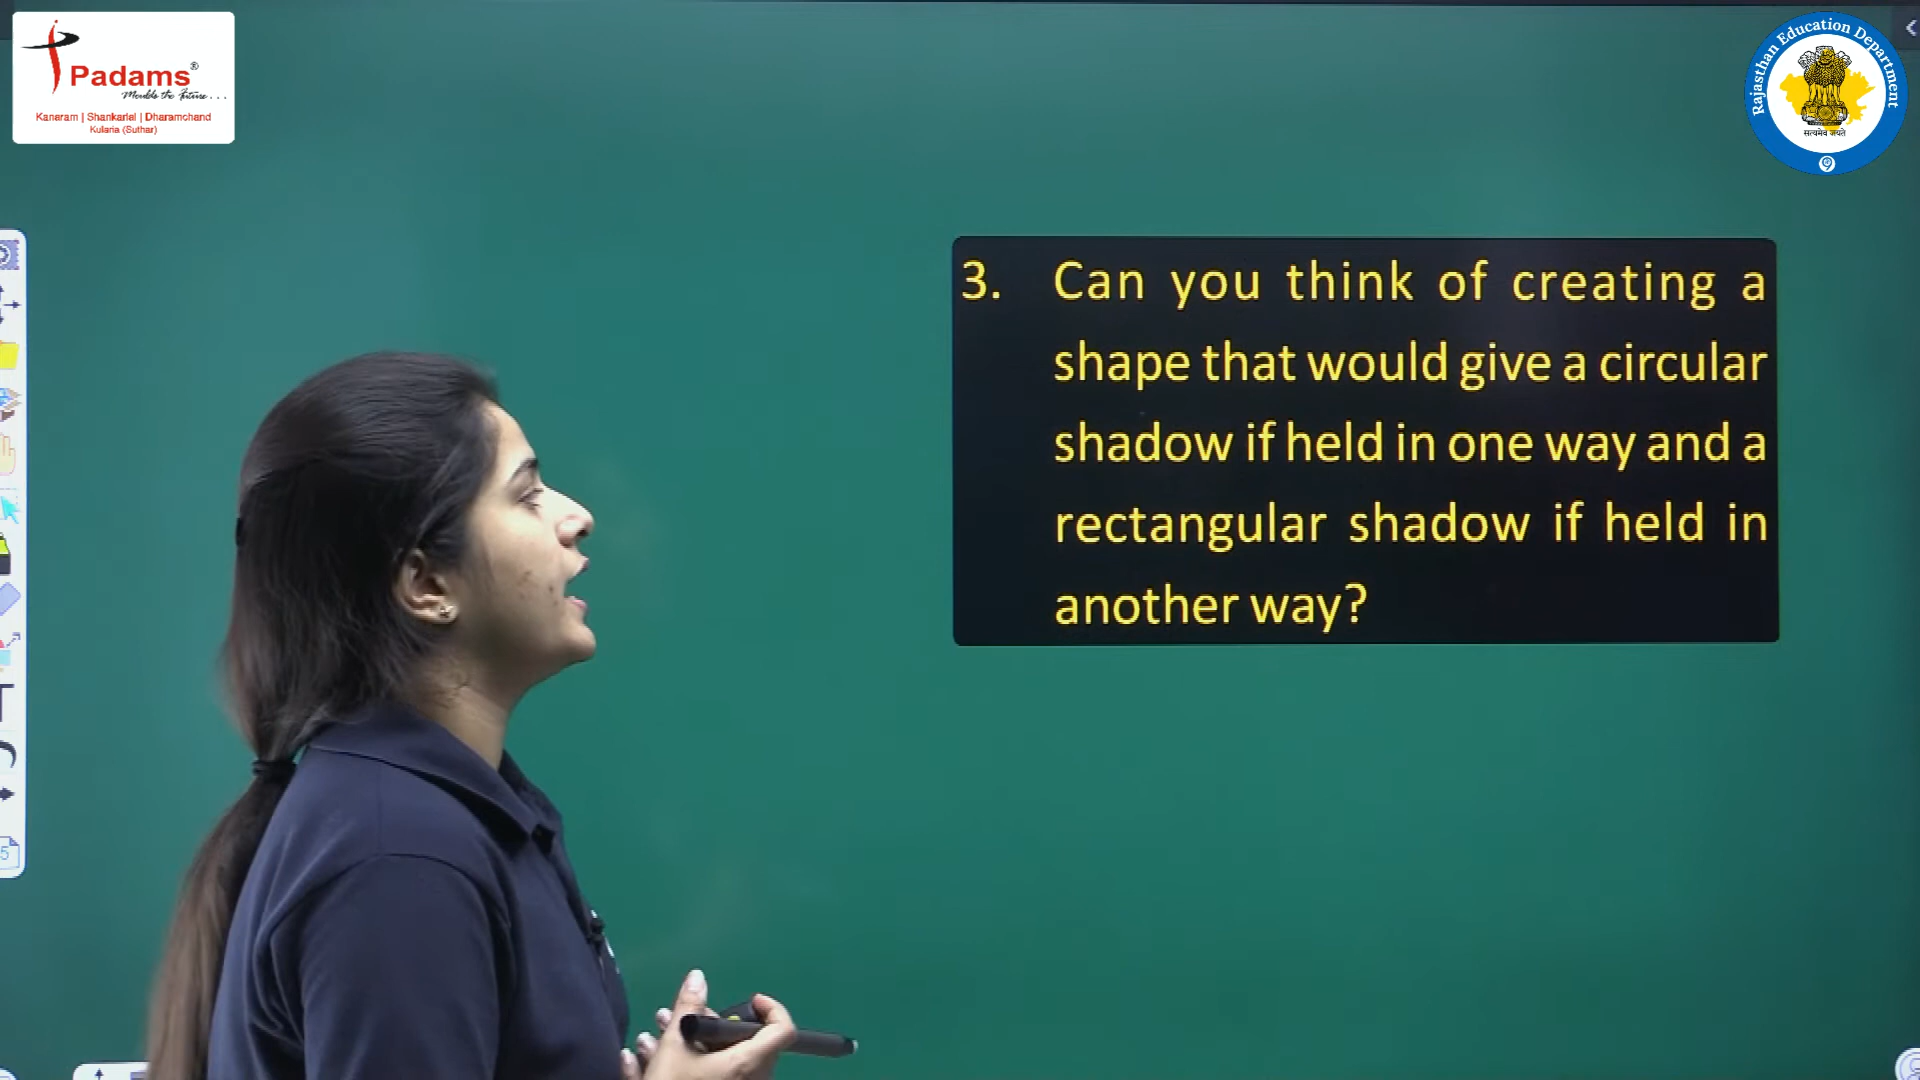 Padams®
Moulds the Future...
Kanaram | Shankarlal | Dharamchand
Kularia (Suthar)
Rajasthan Education Department
सत्यमेव जयते
3. Can you think of creating a
shape that would give a circular
shadow if held in one way and a
rectangular shadow if held in
another way?
T
5